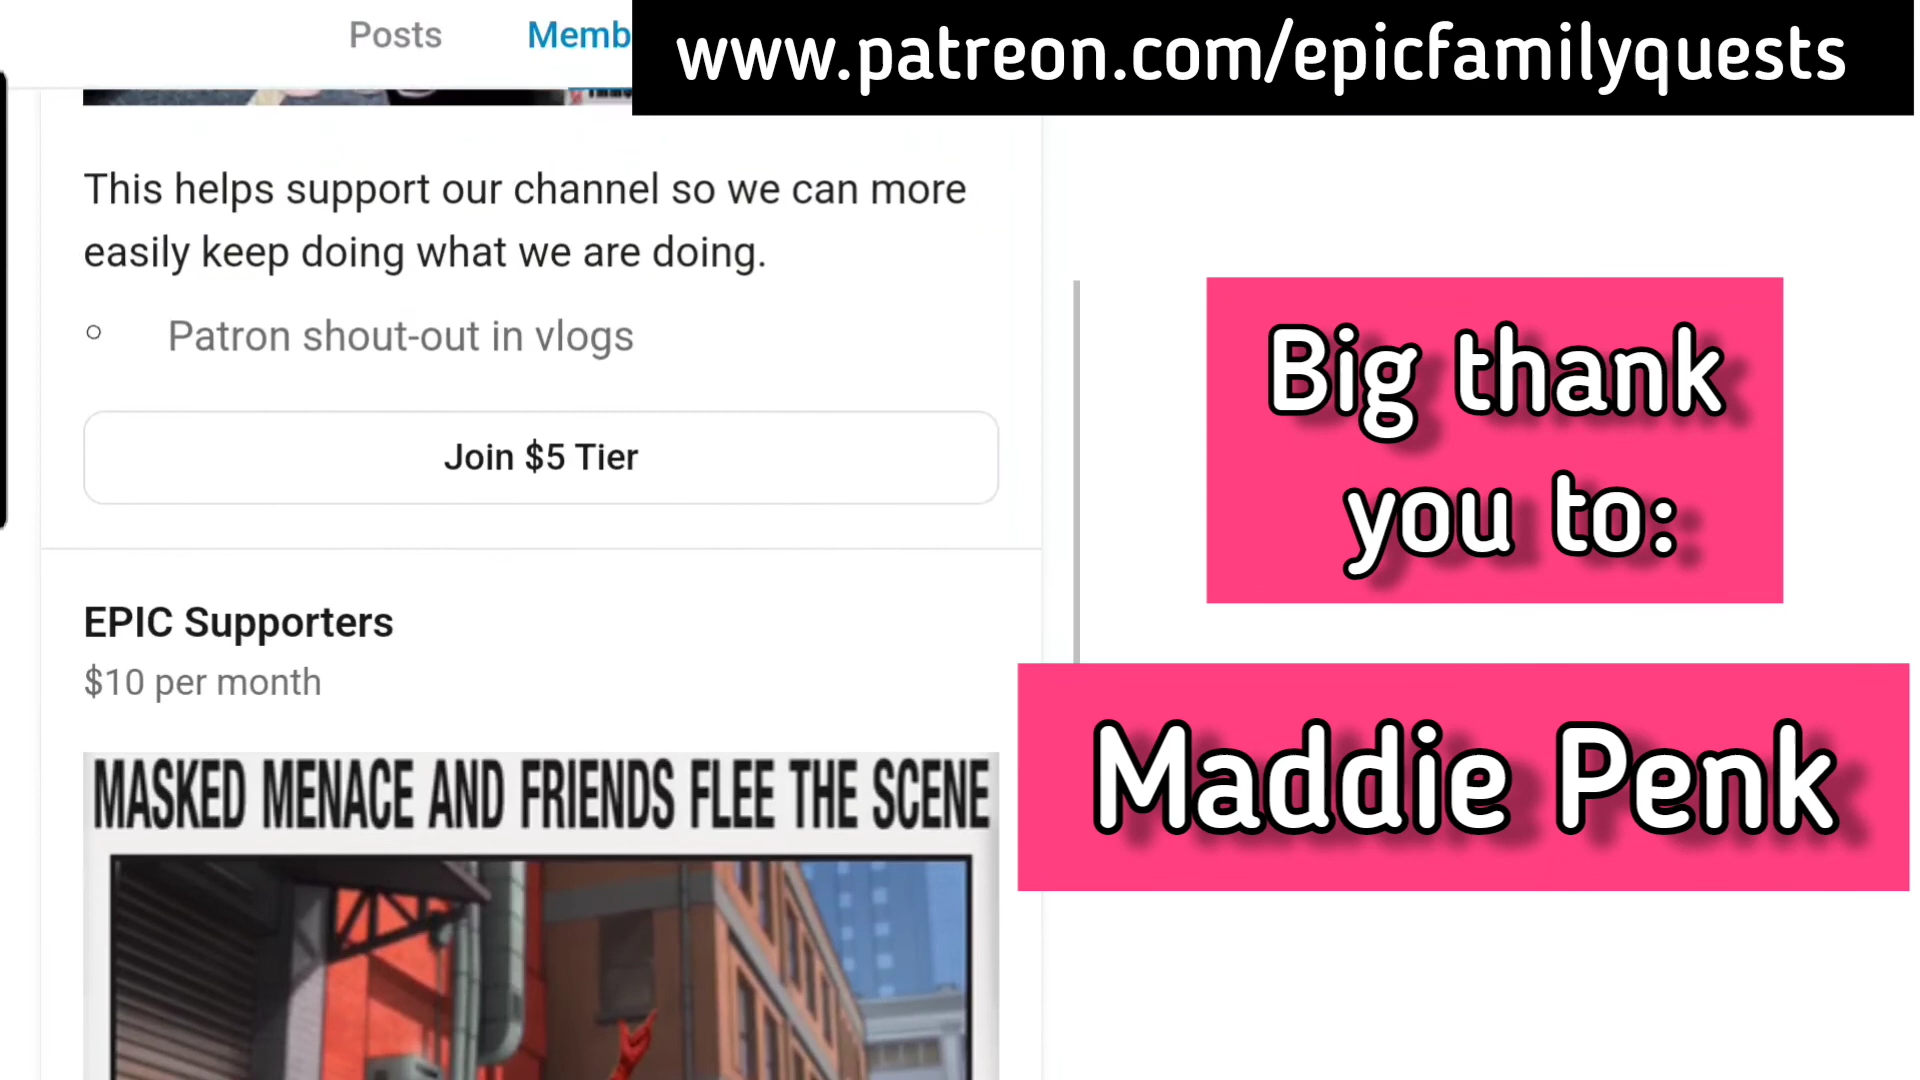 Posts
Memb
www.patreon.com/epicfamilyquests
This helps support our channel so we can more
easily keep doing what we are doing.
Patron shout-out in vlogs
Join $5 Tier
EPIC Supporters
$10 per month
MASKED MENACE AND FRIENDS FLEE THE SCENE
Big thank
you to:
Maddie Penk